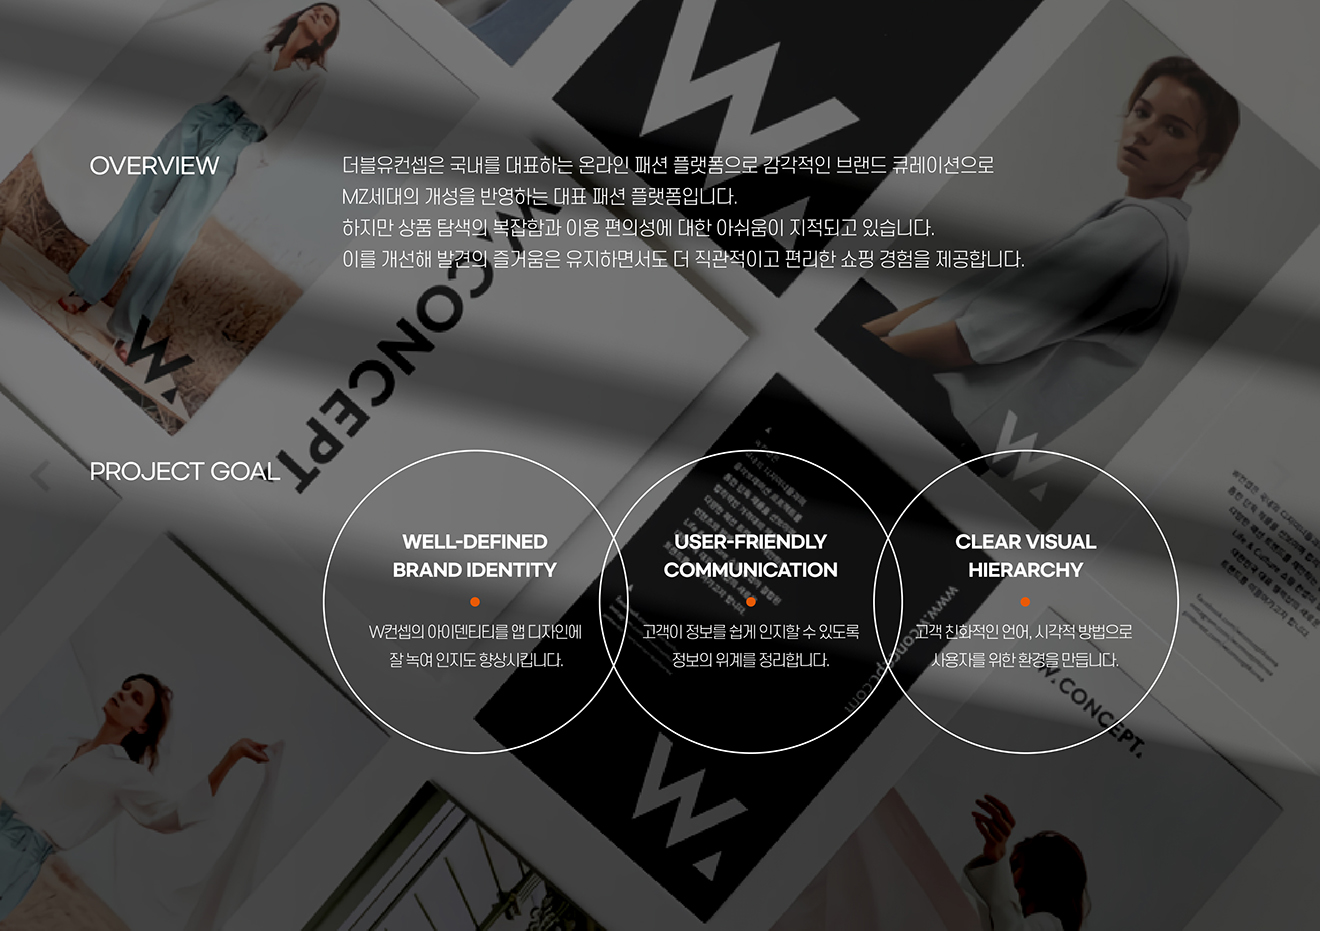 OVERVIEW
더블유컨셉은 국내를 대표하는 온라인 패션 플랫폼으로 감각적인 브랜드 큐레이션으로
MZ세대의 개성을 반영하는 대표 패션 플랫폼입니다.
하지만 상품 탐색의 복잡함과 이용 편의성에 대한 아쉬움이 지적되고 있습니다.
이를 개선해 발견의 즐거움은 유지하면서도 더 직관적이고 편리한 쇼핑 경험을 제공합니다.
W.CONCEPT
PROJECT GOAL
WELL-DEFINED
BRAND IDENTITY
W컨셉의 아이덴티티를 앱 디자인에
잘 녹여 인지도 향상시킵니다.
USER-FRIENDLY
COMMUNICATION
고객이 정보를 쉽게 인지할 수 있도록
정보의 위계를 정리합니다.
CLEAR VISUAL
HIERARCHY
고객 친화적인 언어, 시각적 방법으로
사용자를 위한 환경을 만듭니다.
www.wconcept.com
W.CONCEPT.
W.
W.
W.
W.